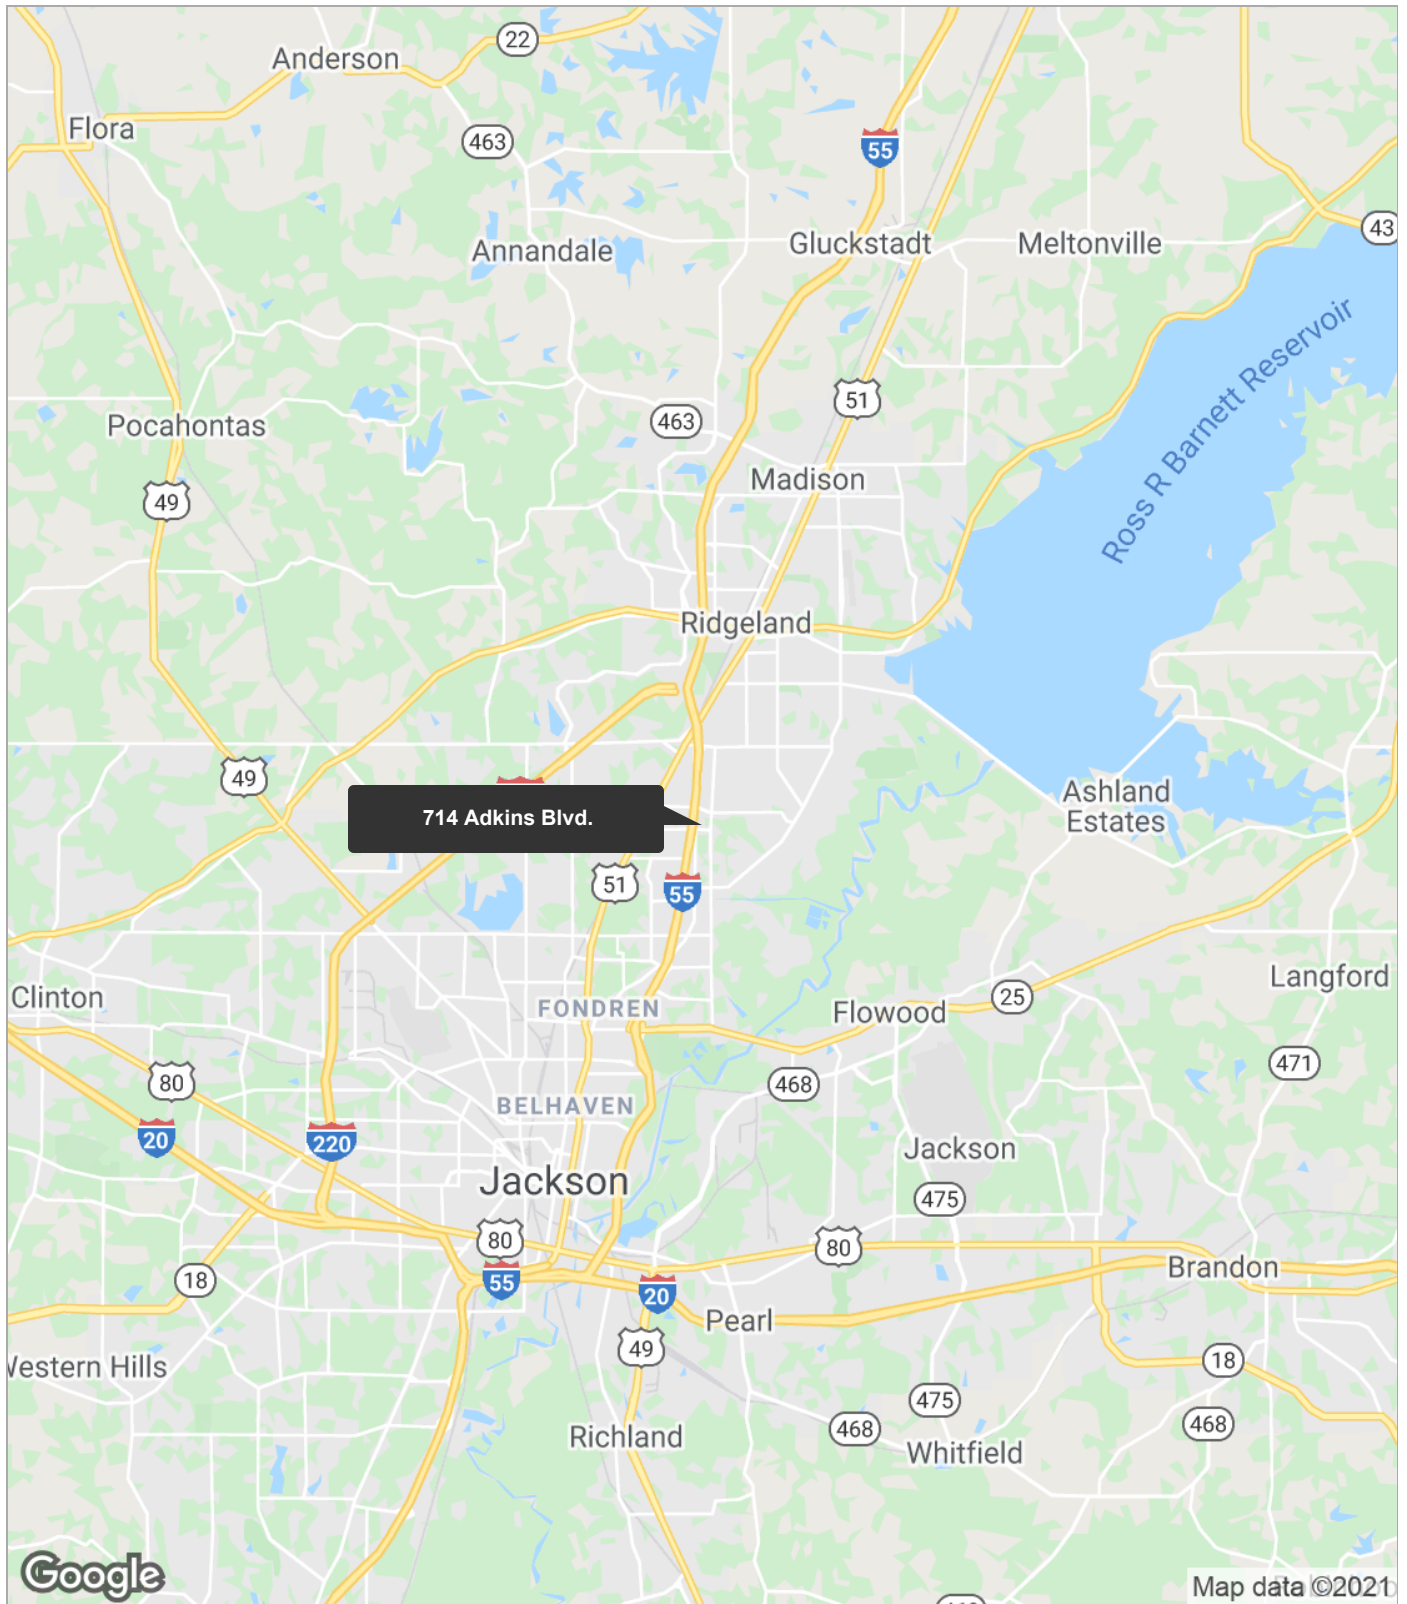 22
Anderson
Flora
463
55
43
Gluckstadt
Meltonville
Annandale
Ross R Barnett Reservoir
51
463
Pocahontas
Madison
49
Ridgeland
49
Ashland
Estates
714 Adkins Blvd.
51
55
Langford
Clinton
25
FONDREN
Flowood
471
80
468
BELHAVEN
20
220
Jackson
Jackson
475
80
80
Brandon
18
55
20
Pearl
49
18
Western Hills
475
468
468
Richland
Whitfield
Google
Map data ©2021